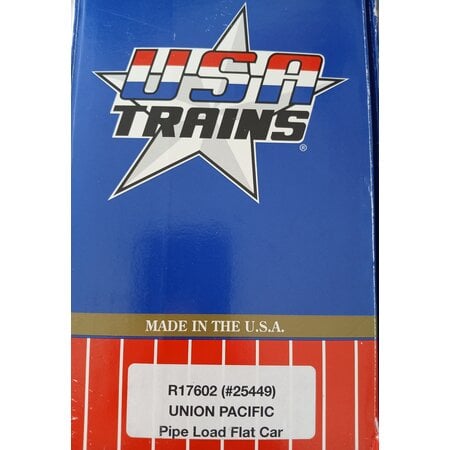 USA
TRAINS
®
MADE IN THE U.S.A.
R17602 (#25449)
UNION PACIFIC
Pipe Load Flat Car